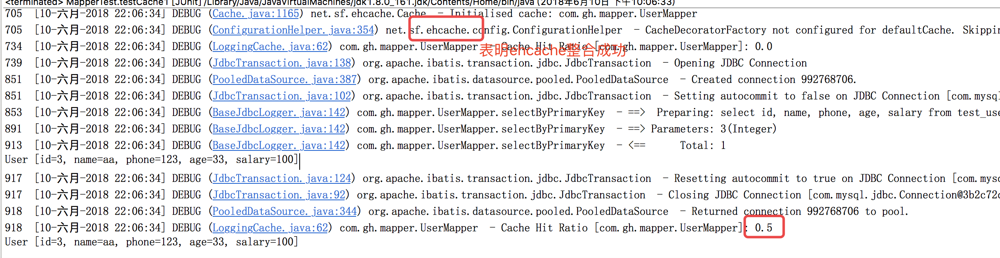 <terminated> MapperTest.testCache1 [JUnit] /Library/Java/JavaVirtualMachines/jdk1.8.0_161.jdk/Contents/Home/bin/java (2018年6月10日 下午10:06:33)
705 [10-六月-2018 22:06:34] DEBUG (Cache.java:1165) net.sf.ehcache.Cache - Initialised cache: com.gh.mapper.UserMapper
705 [10-六月-2018 22:06:34] DEBUG (ConfigurationHelper.java:354) net.sf.ehcache.config.ConfigurationHelper - CacheDecoratorFactory not configured for defaultCache. Skippin
734 [10-六月-2018 22:06:34] DEBUG (LoggingCache.java:62) com.gh.mapper.UserMapper - Cache Hit Ratio [com.gh.mapper.UserMapper]: 0.0
表明ehcache整合成功
739 [10-六月-2018 22:06:34] DEBUG (JdbcTransaction.java:138) org.apache.ibatis.transaction.jdbc.JdbcTransaction - Opening JDBC Connection
851 [10-六月-2018 22:06:34] DEBUG (PooledDataSource.java:387) org.apache.ibatis.datasource.pooled.PooledDataSource - Created connection 992768706.
851 [10-六月-2018 22:06:34] DEBUG (JdbcTransaction.java:102) org.apache.ibatis.transaction.jdbc.JdbcTransaction - Setting autocommit to false on JDBC Connection [com.mysql
853 [10-六月-2018 22:06:34] DEBUG (BaseJdbcLogger.java:142) com.gh.mapper.UserMapper.selectByPrimaryKey - ==> Preparing: select id, name, phone, age, salary from test_use
891 [10-六月-2018 22:06:34] DEBUG (BaseJdbcLogger.java:142) com.gh.mapper.UserMapper.selectByPrimaryKey - ==> Parameters: 3(Integer)
913 [10-六月-2018 22:06:34] DEBUG (BaseJdbcLogger.java:142) com.gh.mapper.UserMapper.selectByPrimaryKey - <== Total: 1
User [id=3, name=aa, phone=123, age=33, salary=100]
917 [10-六月-2018 22:06:34] DEBUG (JdbcTransaction.java:124) org.apache.ibatis.transaction.jdbc.JdbcTransaction - Resetting autocommit to true on JDBC Connection [com.mysq
917 [10-六月-2018 22:06:34] DEBUG (JdbcTransaction.java:92) org.apache.ibatis.transaction.jdbc.JdbcTransaction - Closing JDBC Connection [com.mysql.jdbc.Connection@3b2c72c
918 [10-六月-2018 22:06:34] DEBUG (PooledDataSource.java:344) org.apache.ibatis.datasource.pooled.PooledDataSource - Returned connection 992768706 to pool.
918 [10-六月-2018 22:06:34] DEBUG (LoggingCache.java:62) com.gh.mapper.UserMapper - Cache Hit Ratio [com.gh.mapper.UserMapper]: 0.5
User [id=3, name=aa, phone=123, age=33, salary=100]